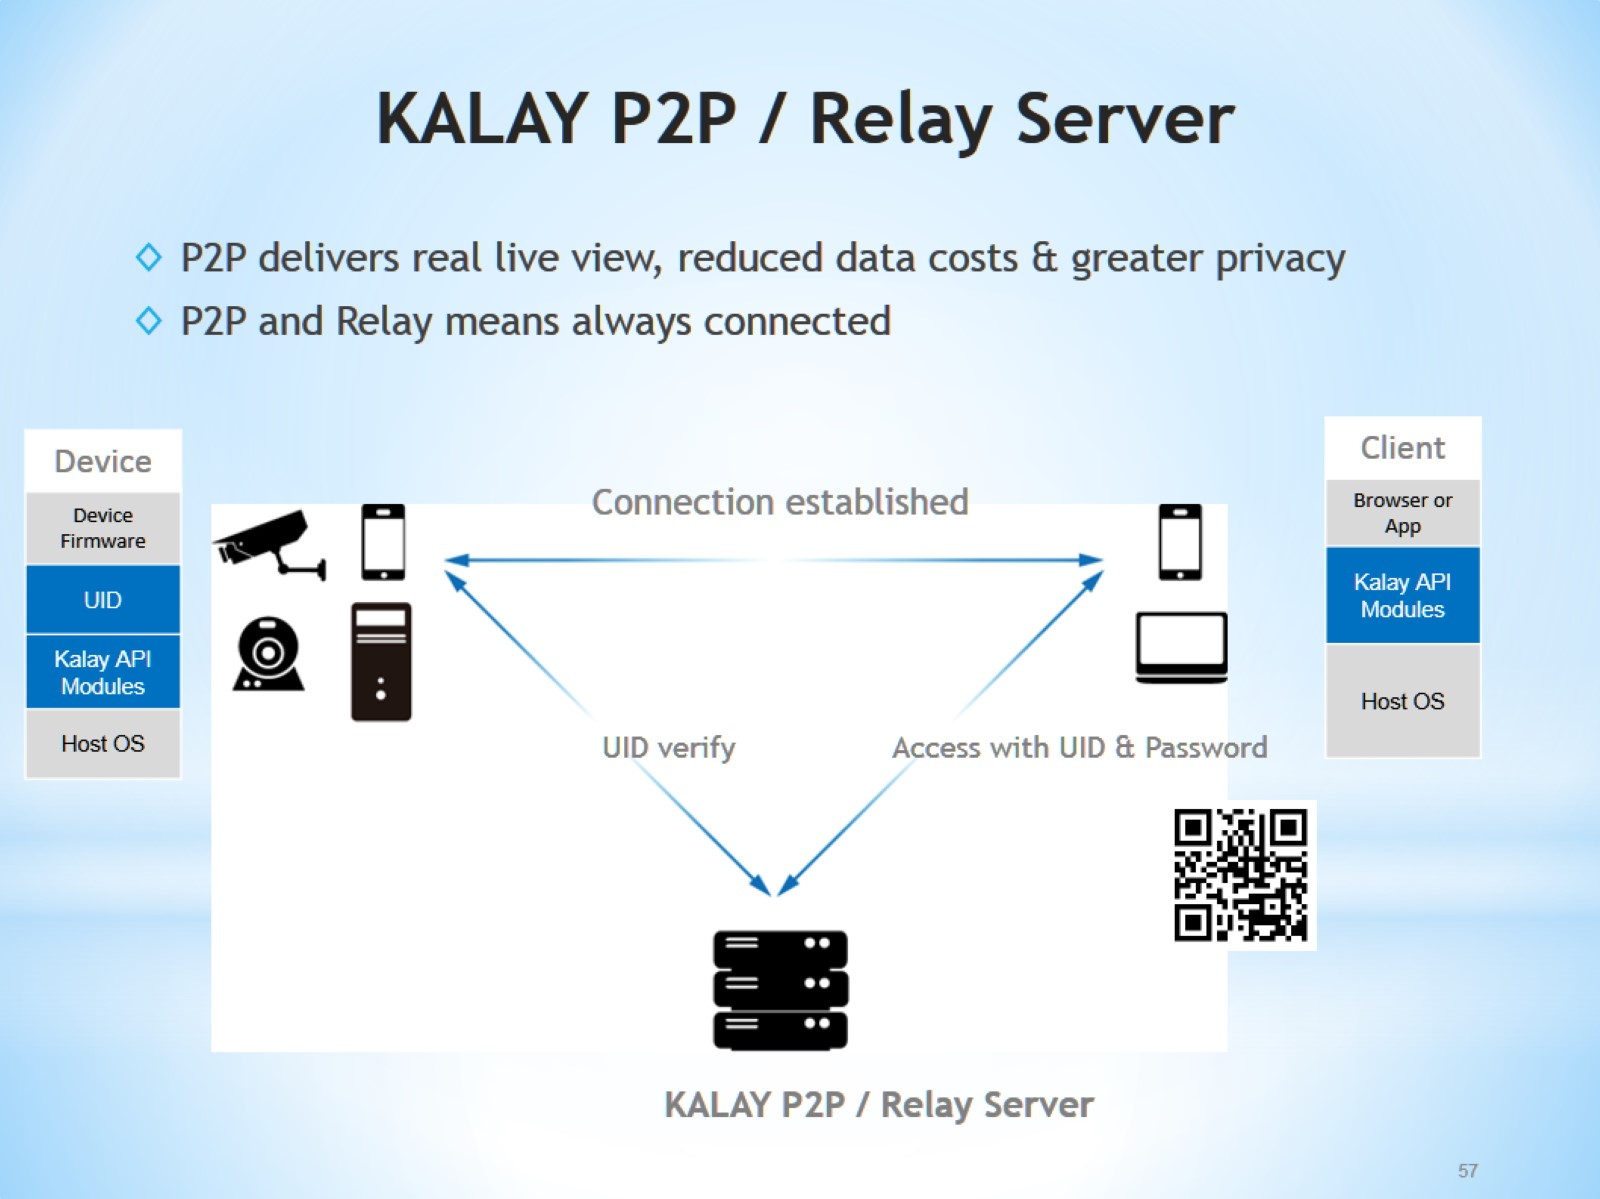 KALAY P2P / Relay Server
P2P delivers real live view, reduced data costs & greater privacy
P2P and Relay means always connected
Device
Device
Firmware
UID
Kalay API
Modules
Host OS
Connection established
UID verify
Access with UID & Password
Client
Browser or
App
Kalay API
Modules
Host OS
KALAY P2P / Relay Server
57